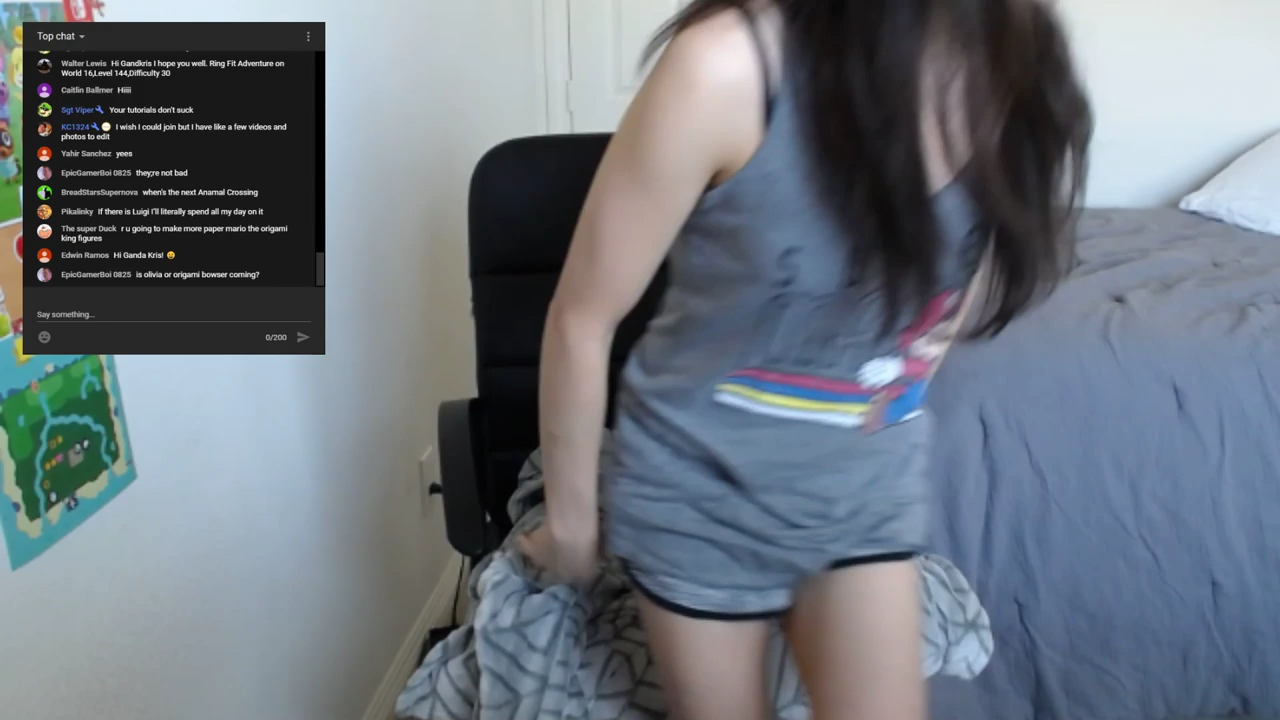 Top chat
Walter Lewis Hi Gandkris I hope you well. Ring Fit Adventure on
World 16,Level 144,Difficulty 30
Caitlin Ballmer Hiiii
Sgt Viper Your tutorials don't suck
KC1324 I wish I could join but I have like a few videos and
photos to edit
Yahir Sanchez yees
EpicGamerBoi 0825 they;re not bad
BreadStarsSupernova when's the next Anamal Crossing
Pikalinky If there is Luigi I'll literally spend all my day on it
The super Duck r u going to make more paper mario the origami
king figures
Edwin Ramos Hi Ganda Kris!
EpicGamerBoi 0825 is olivia or origami bowser coming?
Say something...
0/200